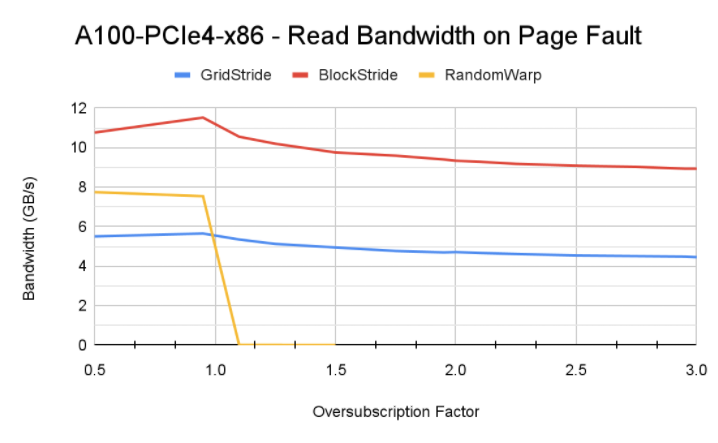 A100-PCIe4-x86 - Read Bandwidth on Page Fault
GridStride BlockStride RandomWarp
12
10
8
6
4
2
0
Bandwidth (GB/s)
0.5 1.0 1.5 2.0 2.5 3.0
Oversubscription Factor